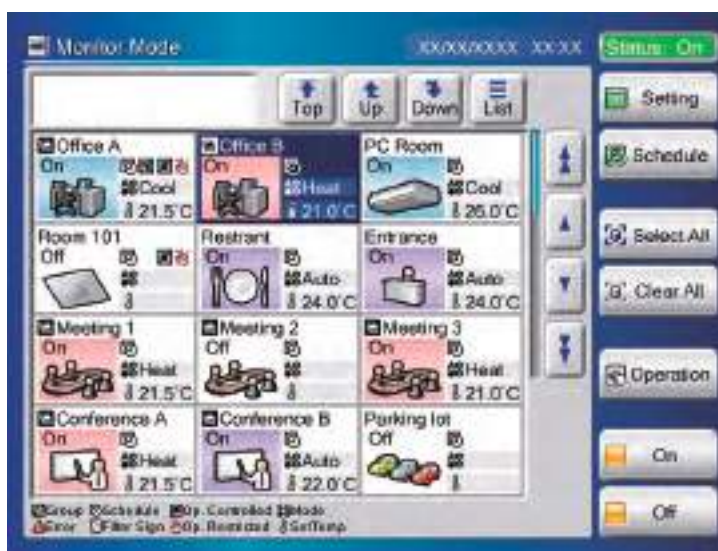 Monitor Mode XX/XX/XXXX XX:XX Status: On
Top Up Down List
Setting
Schedule
Select All
Clear All
Operation
On
Off
Office A Office B PC Room
On On On
Cool Heat Cool
21.5°C 21.0°C 26.0°C
Room 101 Restrant Entrance
Off On On
Auto Auto
24.0°C 24.0°C
Meeting 1 Meeting 2 Meeting 3
On Off On
Heat Heat
21.5°C 21.0°C
Conference A Conference B Parking lot
On On Off
Heat Auto
21.5°C 22.0°C
Group Schedule Op. Controlled Mode
Error Filter Sign Op. Restricted SetTemp